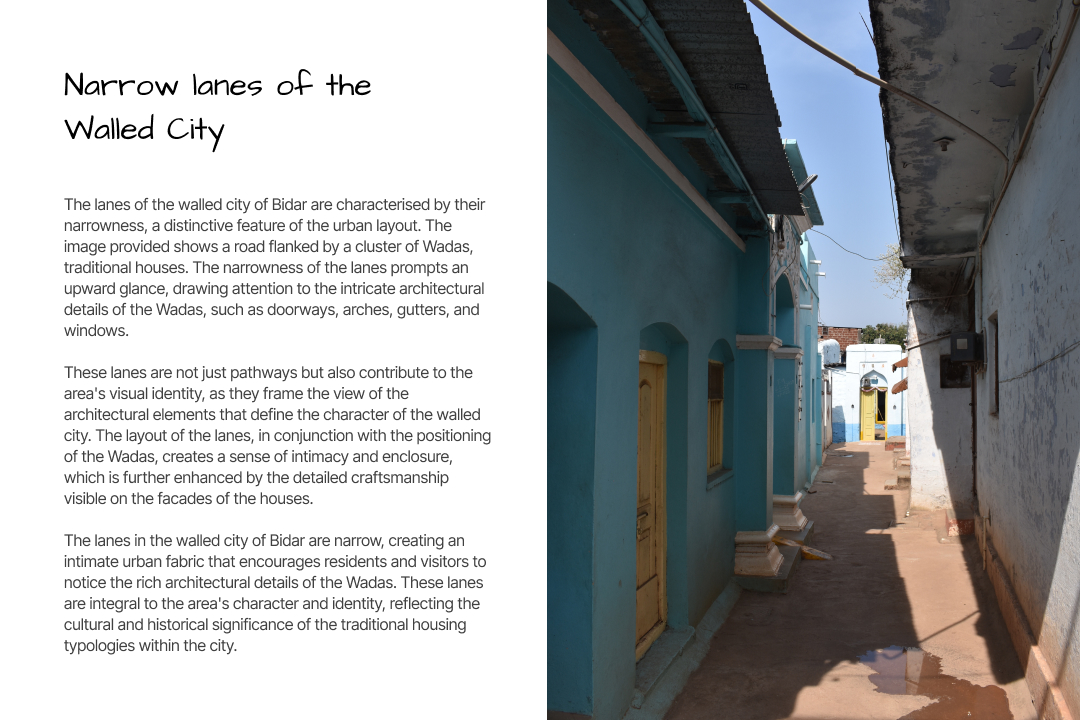 Narrow lanes of the
Walled City
The lanes of the walled city of Bidar are characterised by their
narrowness, a distinctive feature of the urban layout. The
image provided shows a road flanked by a cluster of Wadas,
traditional houses. The narrowness of the lanes prompts an
upward glance, drawing attention to the intricate architectural
details of the Wadas, such as doorways, arches, gutters, and
windows.
These lanes are not just pathways but also contribute to the
area's visual identity, as they frame the view of the
architectural elements that define the character of the walled
city. The layout of the lanes, in conjunction with the positioning
of the Wadas, creates a sense of intimacy and enclosure,
which is further enhanced by the detailed craftsmanship
visible on the facades of the houses.
The lanes in the walled city of Bidar are narrow, creating an
intimate urban fabric that encourages residents and visitors to
notice the rich architectural details of the Wadas. These lanes
are integral to the area's character and identity, reflecting the
cultural and historical significance of the traditional housing
typologies within the city.